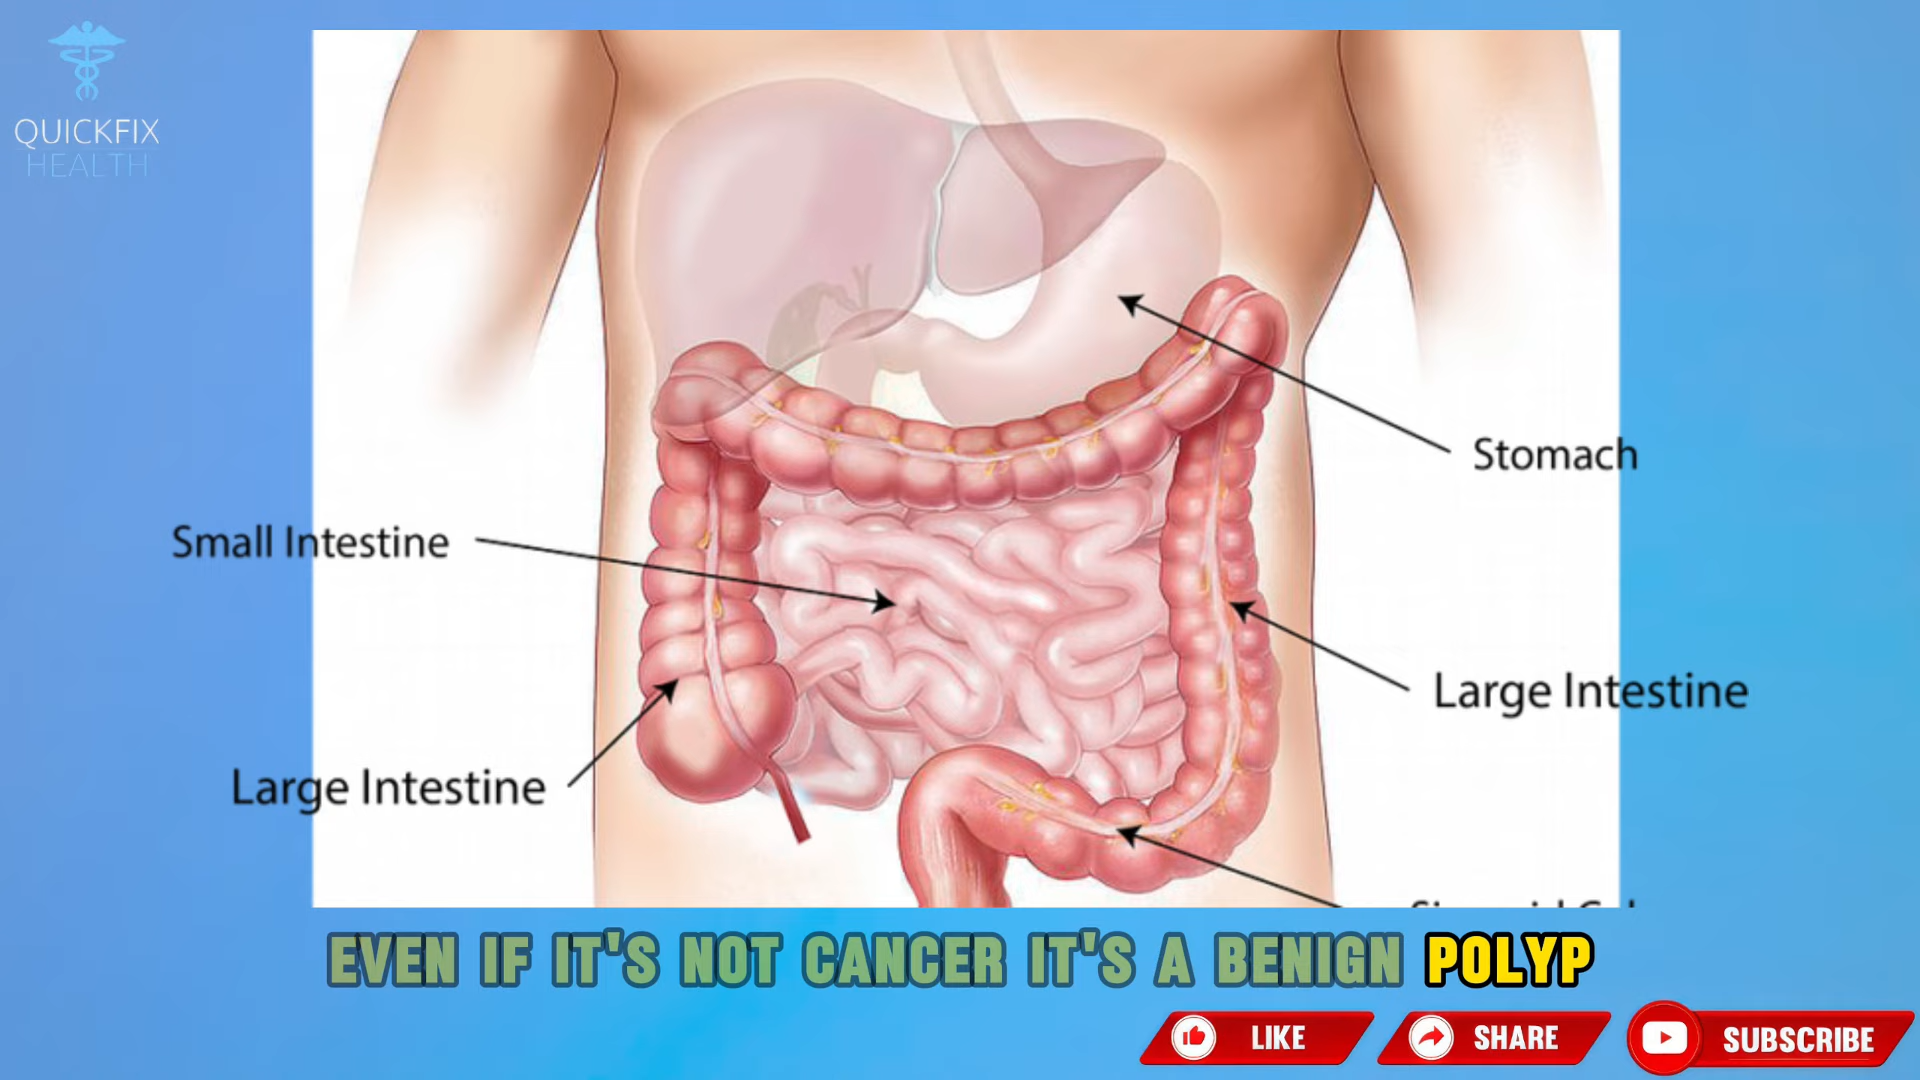 QUICKFIX
HEALTH
Stomach
Small Intestine
Large Intestine
Large Intestine
EVEN IF IT'S NOT CANCER IT'S A BENIGN POLYP
LIKE
SHARE
SUBSCRIBE